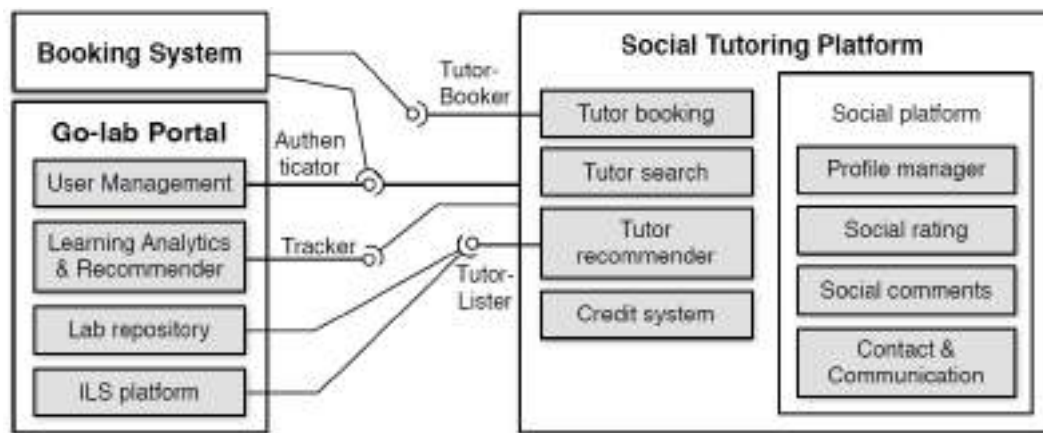 Booking System
Go-lab Portal
User Management
Learning Analytics
& Recommender
Lab repository
ILS platform
Tutor-
Booker
Authen
ticator
Tracker
Tutor-
Lister
Social Tutoring Platform
Tutor booking
Tutor search
Tutor
recommender
Credit system
Social platform
Profile manager
Social rating
Social comments
Contact &
Communication